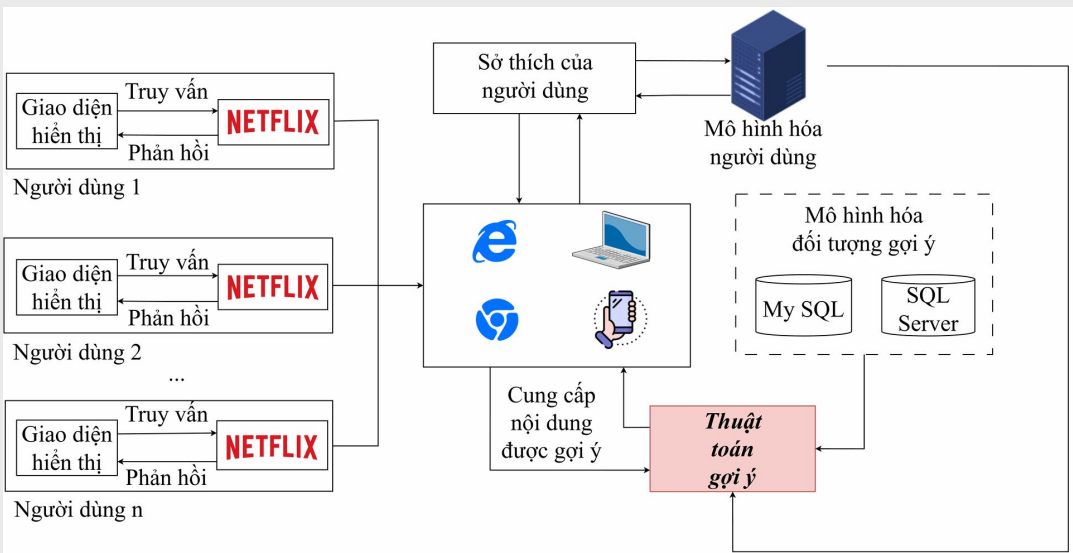 Truy vấn
Giao diện
hiển thị
NETFLIX
Phản hồi
Người dùng 1
Truy vấn
Giao diện
hiển thị
NETFLIX
Phản hồi
Người dùng 2
...
Truy vấn
Giao diện
hiển thị
NETFLIX
Phản hồi
Người dùng n
Sở thích của
người dùng
Mô hình hóa
người dùng
Mô hình hóa
đối tượng gợi ý
My SQL
SQL
Server
Cung cấp
nội dung
được gợi ý
Thuật
toán
gợi ý